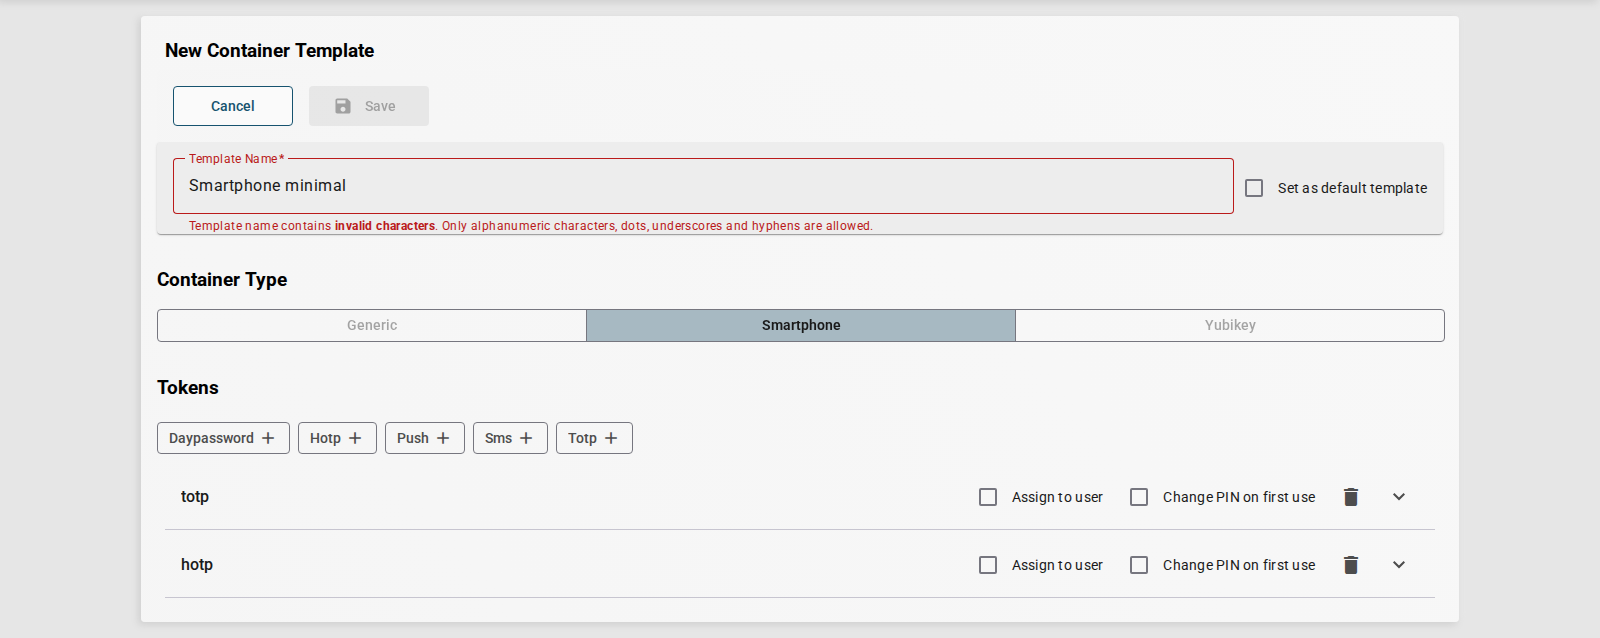 New Container Template
Cancel
Save
Template Name*
Smartphone minimal
Set as default template
Template name contains invalid characters. Only alphanumeric characters, dots, underscores and hyphens are allowed.
Container Type
Generic
Smartphone
Yubikey
Tokens
Daypassword
Hotp
Push
Sms
Totp
totp
Assign to user
Change PIN on first use
hotp
Assign to user
Change PIN on first use